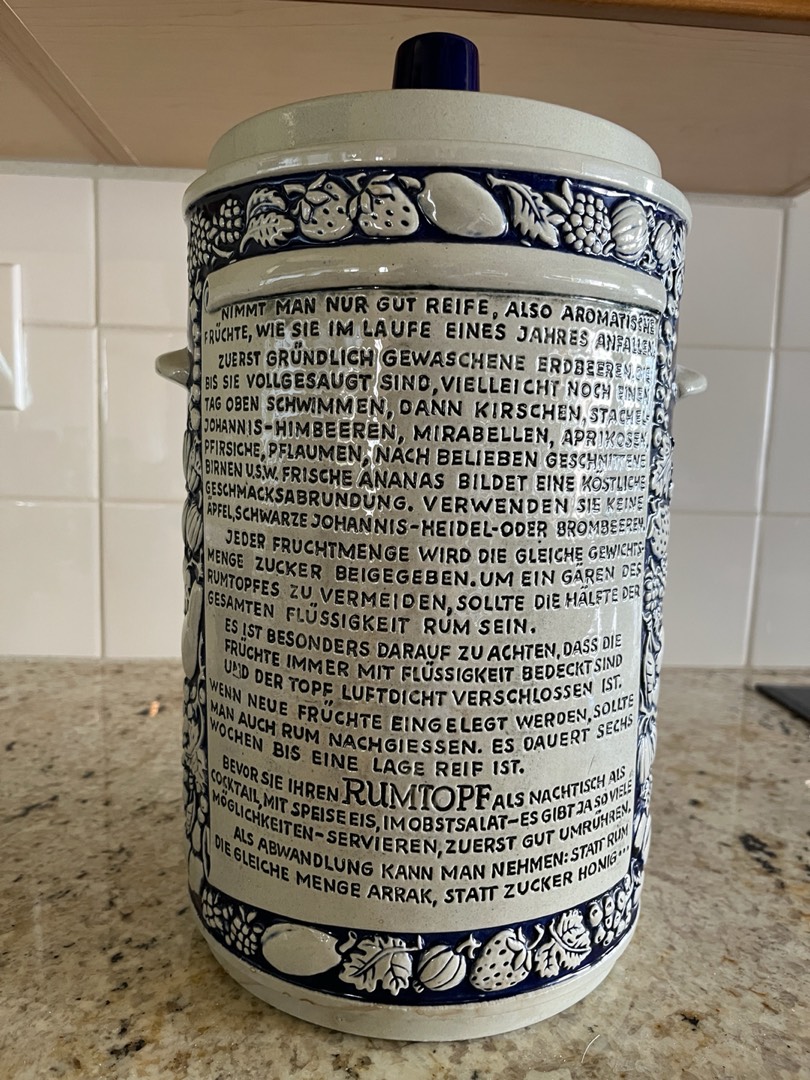 NIMMT MAN NUR GUT REIFE, ALSO AROMATISCHE
FRÜCHTE, WIE SIE IM LAUFE EINES JAHRES ANFALLEN.
ZUERST GRÜNDLICH GEWASCHENE ERDBEEREN,
BIS SIE VOLLGESAUGT SIND, VIELLEICHT NOCH EINEN
TAG OBEN SCHWIMMEN, DANN KIRSCHEN, STACHEL-
JOHANNIS-HIMBEEREN, MIRABELLEN, APRIKOSEN,
PFIRSICHE, PFLAUMEN, NACH BELIEBEN GESCHNITTENE
BIRNEN U.S.W. FRISCHE ANANAS BILDET EINE KÖSTLICHE
GESCHMACKSABRUNDUNG. VERWENDEN SIE KEINE
ÄPFEL, SCHWARZE JOHANNIS-HEIDEL-ODER BROMBEEREN.
JEDER FRUCHTMENGE WIRD DIE GLEICHE GEWICHTS-
MENGE ZUCKER BEIGEGEBEN. UM EIN GÄREN DES
RUMTOPFES ZU VERMEIDEN, SOLLTE DIE HÄLFTE DER
GESAMTEN FLÜSSIGKEIT RUM SEIN.
ES IST BESONDERS DARAUF ZU ACHTEN, DASS DIE
FRÜCHTE IMMER MIT FLÜSSIGKEIT BEDECKT SIND
UND DER TOPF LUFTDICHT VERSCHLOSSEN IST.
WENN NEUE FRÜCHTE EINGELEGT WERDEN, SOLLTE
MAN AUCH RUM NACHGIESSEN. ES DAUERT SECHS
WOCHEN BIS EINE LAGE REIF IST.
BEVOR SIE IHREN RUMTOPF ALS NACHTISCH ALS
COCKTAIL, MIT SPEISEEIS, IM OBSTSALAT-ES GIBT JA SO VIELE
MÖGLICHKEITEN-SERVIEREN, ZUERST GUT UMRÜHREN.
ALS ABWANDLUNG KANN MAN NEHMEN: STATT RUM
DIE GLEICHE MENGE ARRAK, STATT ZUCKER HONIG...